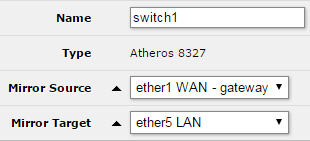 Name switch1
Type Atheros 8327
Mirror Source ether1 WAN - gateway
Mirror Target ether5 LAN